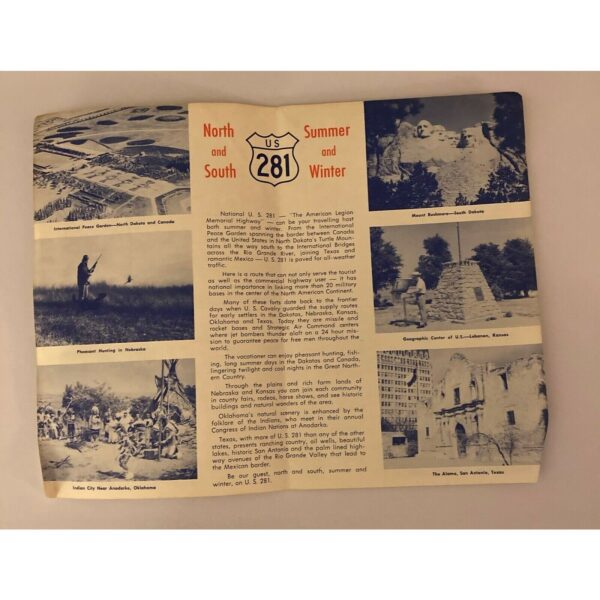 North
and
South
US
281
Summer
and
Winter
National U. S. 281 — "The American Legion
Memorial Highway" — can be your travelling host
both summer and winter. From the International
Peace Garden spanning the border between Canada
and the United States in North Dakota's Turtle Moun-
tains all the way south to the International Bridges
across the Rio Grande River, joining Texas and
romantic Mexico — U. S. 281 is paved for all-weather
traffic.
Here is a route that can not only serve the tourist
as well as the commercial highway user — it has
national importance in linking more than 20 military
bases in the center of the North American Continent.
Many of these forts date back to the frontier
days when U. S. Cavalry guarded the supply routes
for early settlers in the Dakotas, Nebraska, Kansas,
Oklahoma and Texas. Today they are missile and
rocket bases and Strategic Air Command centers
where jet bombers thunder aloft on a 24 hour mis-
sion to guarantee peace for free men throughout the
world.
The vacationer can enjoy pheasant hunting, fish-
ing, long summer days in the Dakotas and Canada,
lingering twilight and cool nights in the Great North-
ern Country.
Through the plains and rich farm lands of
Nebraska and Kansas you can join each community
in county fairs, rodeos, horse shows, and see historic
buildings and natural wonders of the area.
Oklahoma's natural scenery is enhanced by the
folklore of the Indians, who meet in their annual
Congress of Indian Nations at Anadarko.
Texas, with more of U. S. 281 than any of the other
states, presents ranching country, oil wells, beautiful
lakes, historic San Antonio and the palm lined high-
way avenues of the Rio Grande Valley that lead to
the Mexican border.
Be our guest, north and south, summer and
winter, on U. S. 281.
International Peace Garden—North Dakota and Canada
Pheasant Hunting in Nebraska
Indian City Near Anadarko, Oklahoma
Mount Rushmore—South Dakota
Geographic Center of U.S.—Lebanon, Kansas
The Alamo, San Antonio, Texas